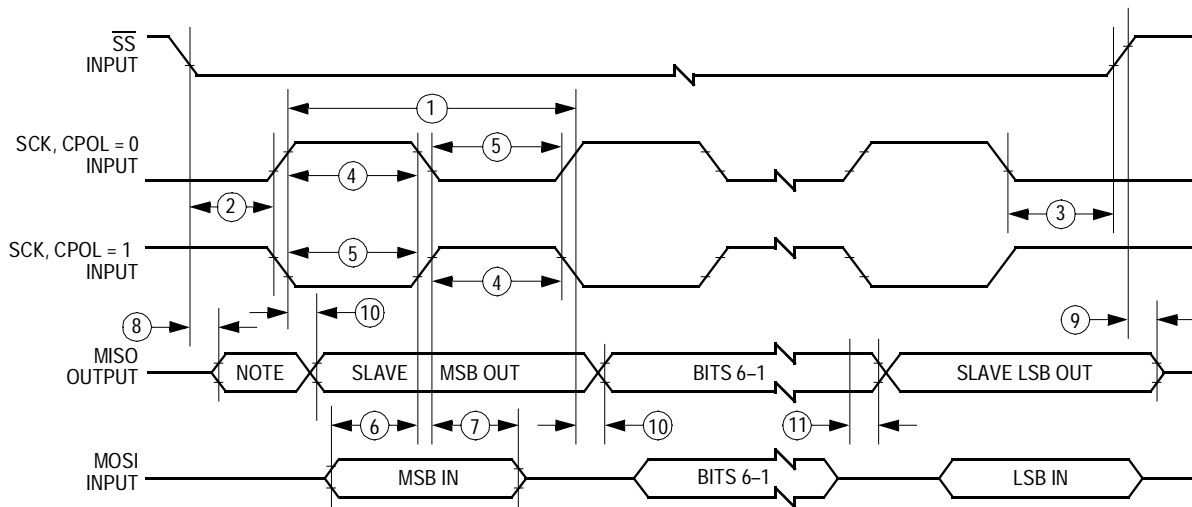 SS
INPUT
1
SCK, CPOL = 0
INPUT
5
4
2
3
SCK, CPOL = 1
INPUT
5
4
8
10
9
MISO
OUTPUT
NOTE
SLAVE MSB OUT
BITS 6–1
SLAVE LSB OUT
6
7
10
11
MOSI
INPUT
MSB IN
BITS 6–1
LSB IN